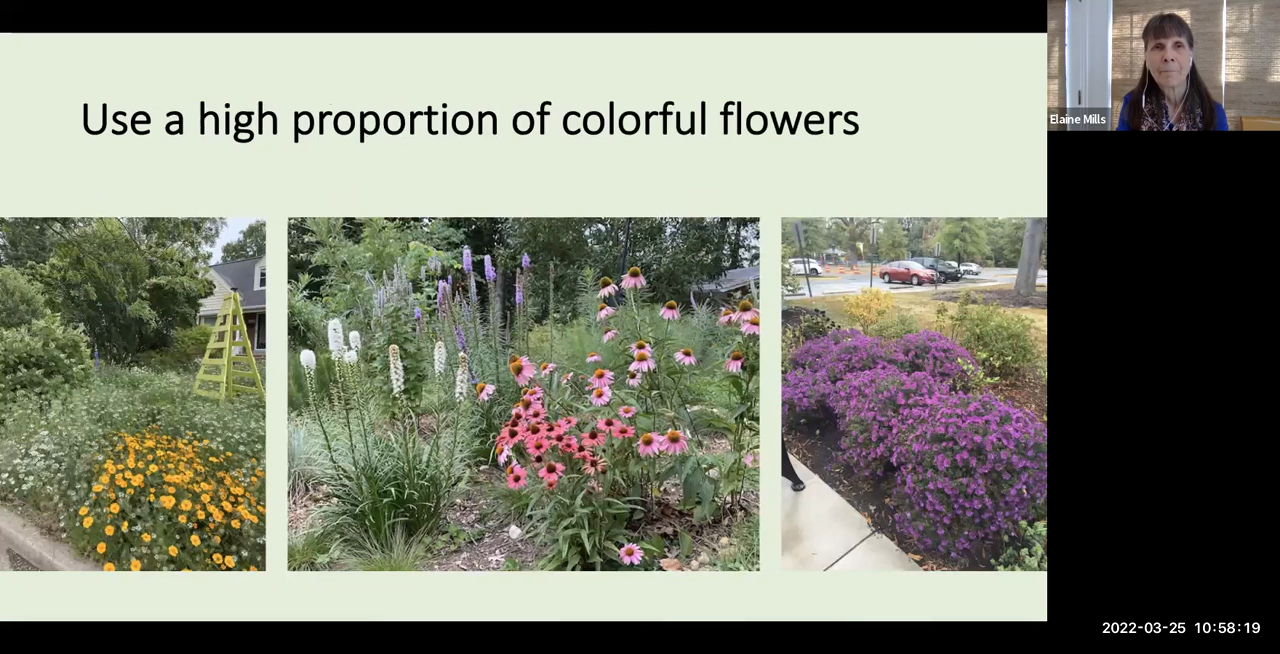 Use a high proportion of colorful flowers
Elaine Mills
2022-03-25 10:58:19